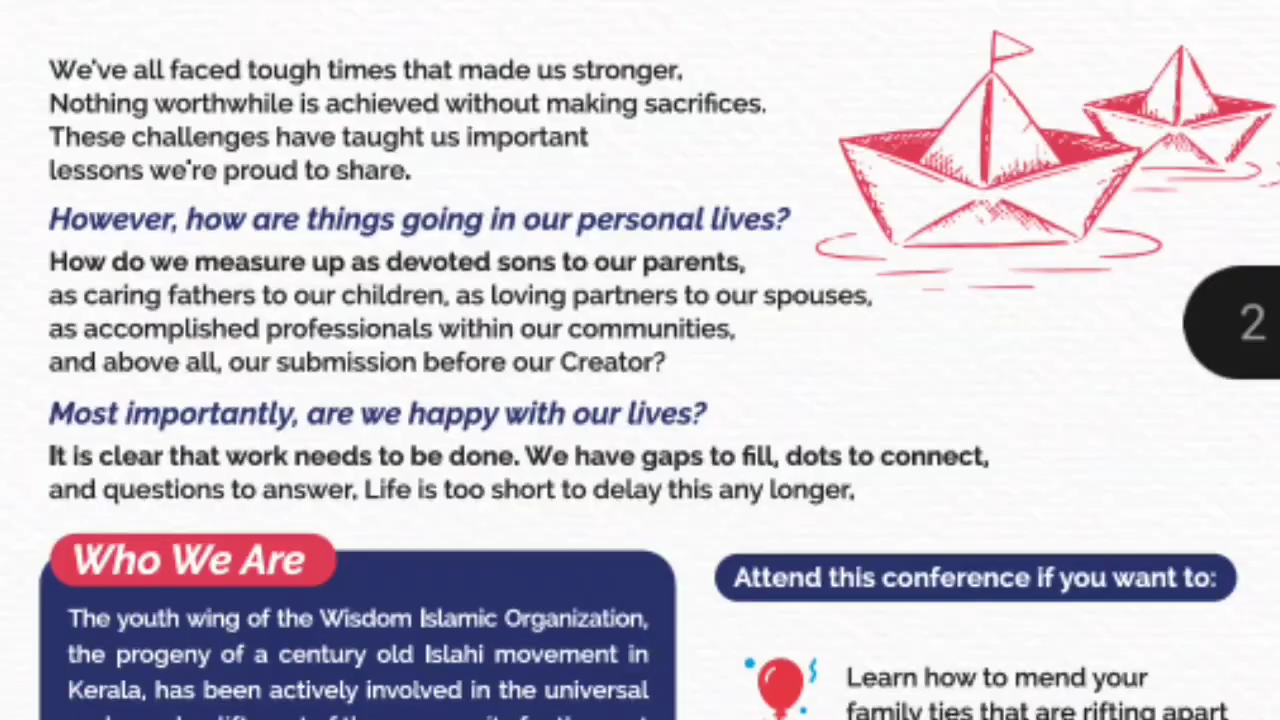 We've all faced tough times that made us stronger.
Nothing worthwhile is achieved without making sacrifices.
These challenges have taught us important
lessons we're proud to share.
However, how are things going in our personal lives?
How do we measure up as devoted sons to our parents,
as caring fathers to our children, as loving partners to our spouses,
as accomplished professionals within our communities,
and above all, our submission before our Creator?
Most importantly, are we happy with our lives?
It is clear that work needs to be done. We have gaps to fill, dots to connect,
and questions to answer. Life is too short to delay this any longer.
Who We Are
The youth wing of the Wisdom Islamic Organization,
the progeny of a century old Islahi movement in
Kerala, has been actively involved in the universal
Attend this conference if you want to:
Learn how to mend your
family ties that are rifting apart
2